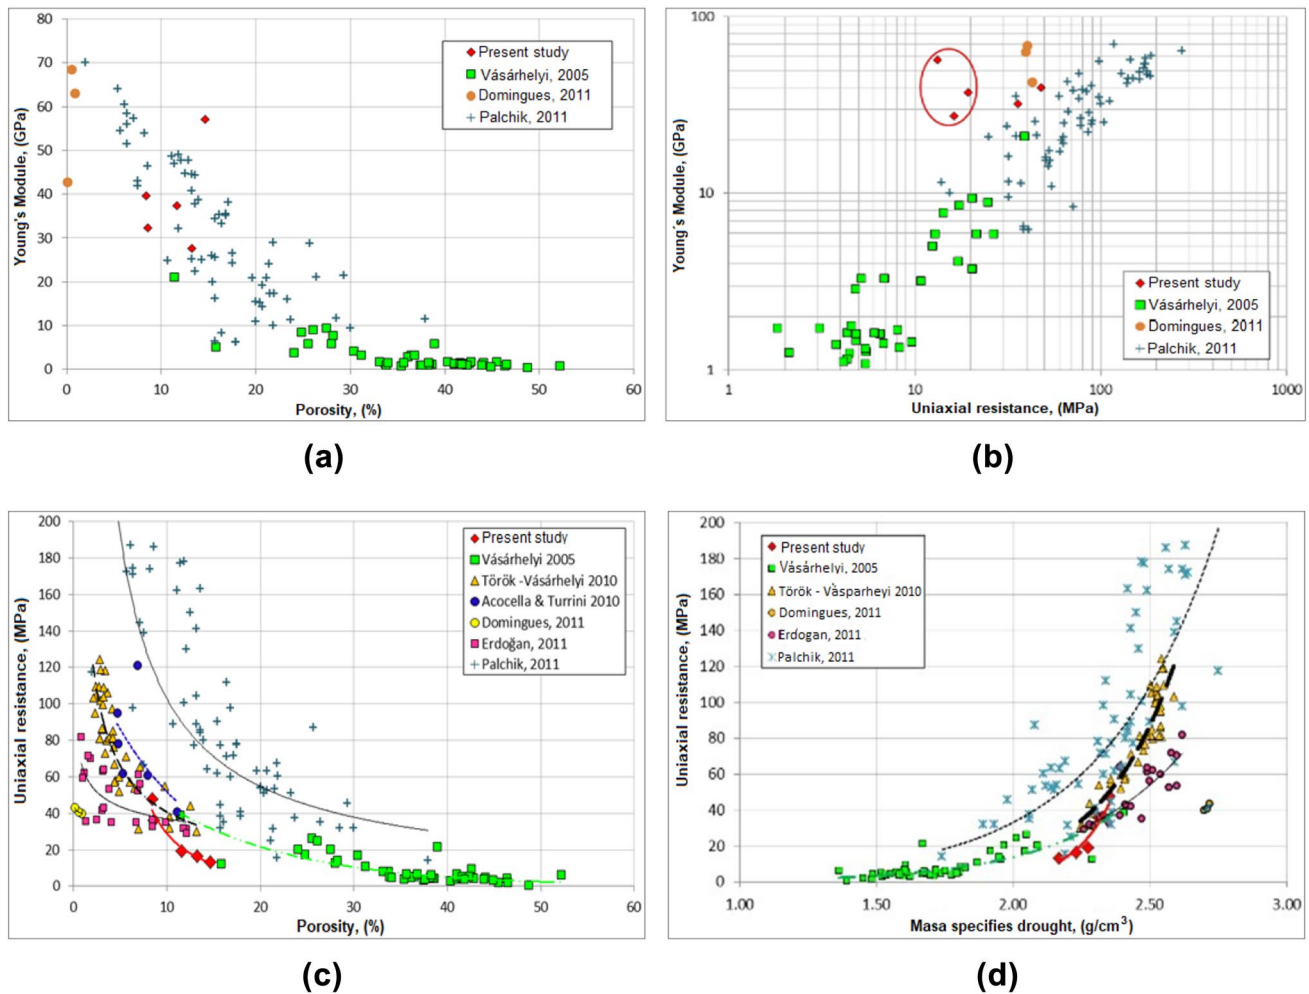 80
70
60
50
40
30
20
10
0
Young's Module, (GPa)
Present study
Vásárhelyi, 2005
Domingues, 2011
Palchik, 2011
0 10 20 30 40 50 60
Porosity, (%)
(a)
100
10
1
Young´s Module, (GPa)
Present study
Vásárhelyi, 2005
Domingues, 2011
Palchik, 2011
1 10 100 1000
Uniaxial resistance, (MPa)
(b)
200
180
160
140
120
100
80
60
40
20
0
Uniaxial resistance, (MPa)
Present study
Vásárhelyi 2005
Török -Vásárhelyi 2010
Acocella & Turrini 2010
Domingues, 2011
Erdoğan, 2011
Palchik, 2011
0 10 20 30 40 50 60
Porosity, (%)
(c)
200
180
160
140
120
100
80
60
40
20
0
Uniaxial resistance, (MPa)
Present study
Vásárhelyi, 2005
Török - Vàsparheyi 2010
Domingues, 2011
Erdogan, 2011
Palchik, 2011
1.00 1.50 2.00 2.50 3.00
Masa specifies drought, (g/cm³)
(d)